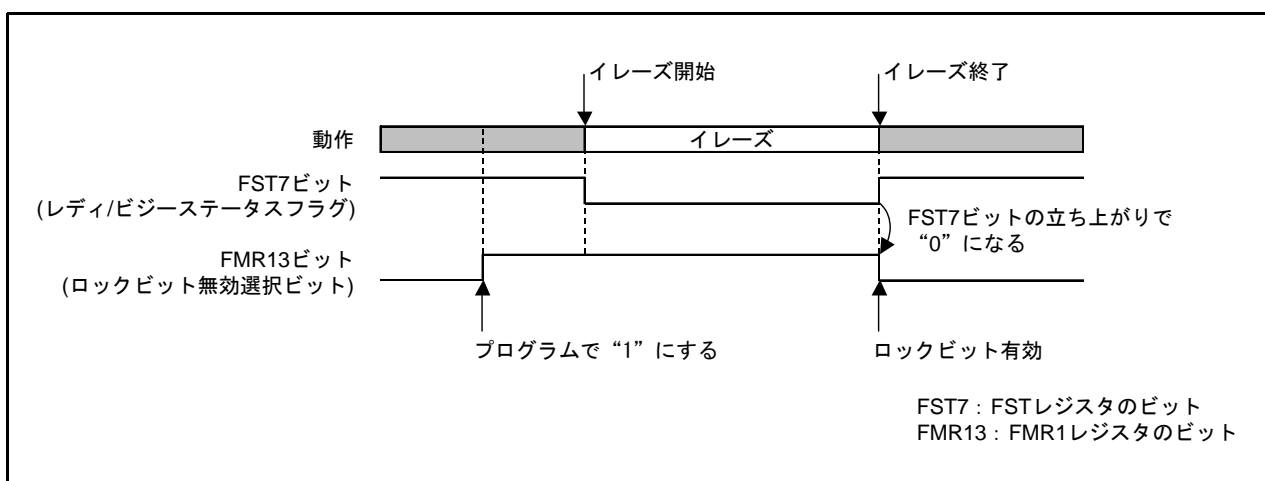 イレーズ開始
イレーズ終了
動作
イレーズ
FST7ビット
(レディ/ビジーステータスフラグ)
FST7ビットの立ち上がりで
“0”になる
FMR13ビット
(ロックビット無効選択ビット)
プログラムで“1”にする
ロックビット有効
FST7：FSTレジスタのビット
FMR13：FMR1レジスタのビット